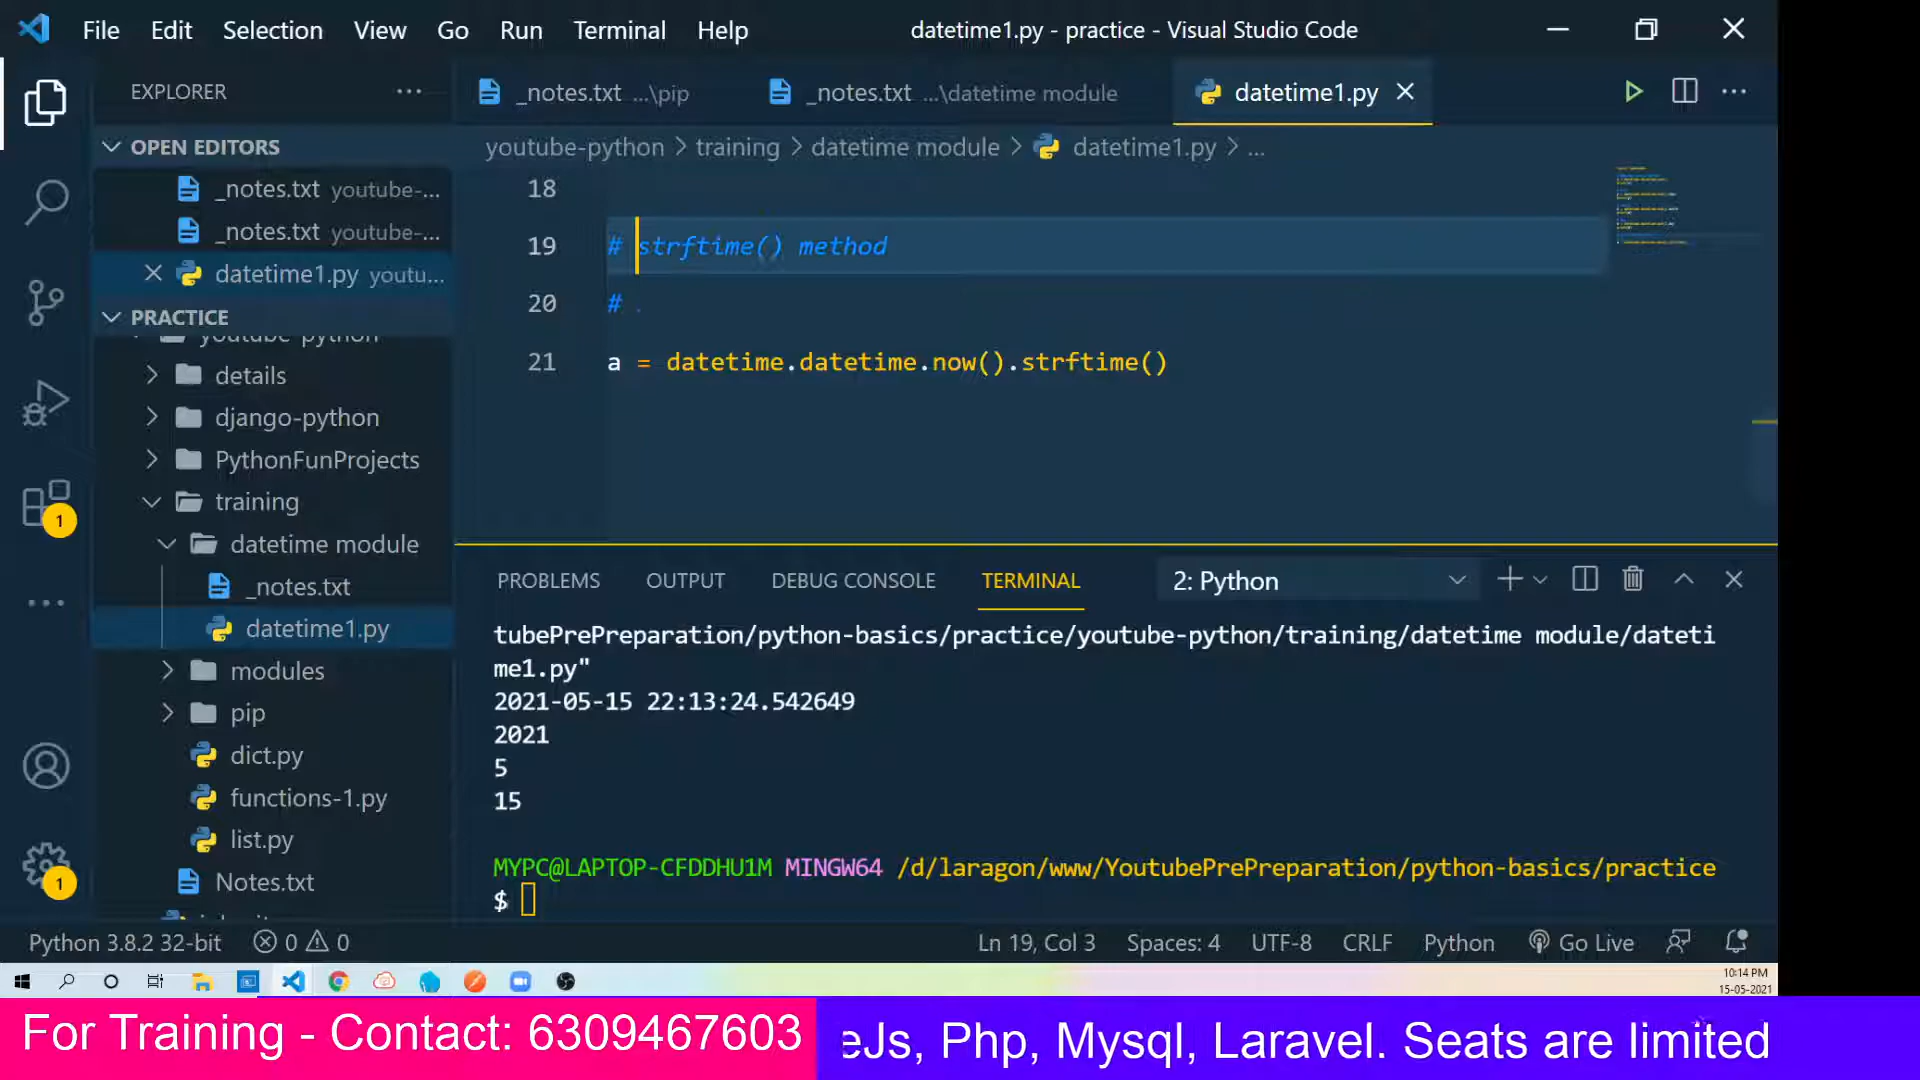 File Edit Selection View Go Run Terminal Help datetime1.py - practice - Visual Studio Code
EXPLORER
_notes.txt ...\pip
_notes.txt ...\datetime module
datetime1.py
OPEN EDITORS
youtube-python > training > datetime module > datetime1.py > ...
_notes.txt youtube-...
_notes.txt youtube-...
datetime1.py youtu...
PRACTICE
youtube-python
details
django-python
PythonFunProjects
training
datetime module
_notes.txt
datetime1.py
modules
pip
dict.py
functions-1.py
list.py
Notes.txt
18
19 # strftime() method
20 # .
21 a = datetime.datetime.now().strftime()
PROBLEMS OUTPUT DEBUG CONSOLE TERMINAL 2: Python
tubePrePreparation/python-basics/practice/youtube-python/training/datetime module/dateti
me1.py"
2021-05-15 22:13:24.542649
2021
5
15
MYPC@LAPTOP-CFDDHU1M MINGW64 /d/laragon/www/YoutubePrePreparation/python-basics/practice
$
1
1
Python 3.8.2 32-bit 0 0 Ln 19, Col 3 Spaces: 4 UTF-8 CRLF Python Go Live
10:14 PM
15-05-2021
For Training - Contact: 6309467603
eJs, Php, Mysql, Laravel. Seats are limited